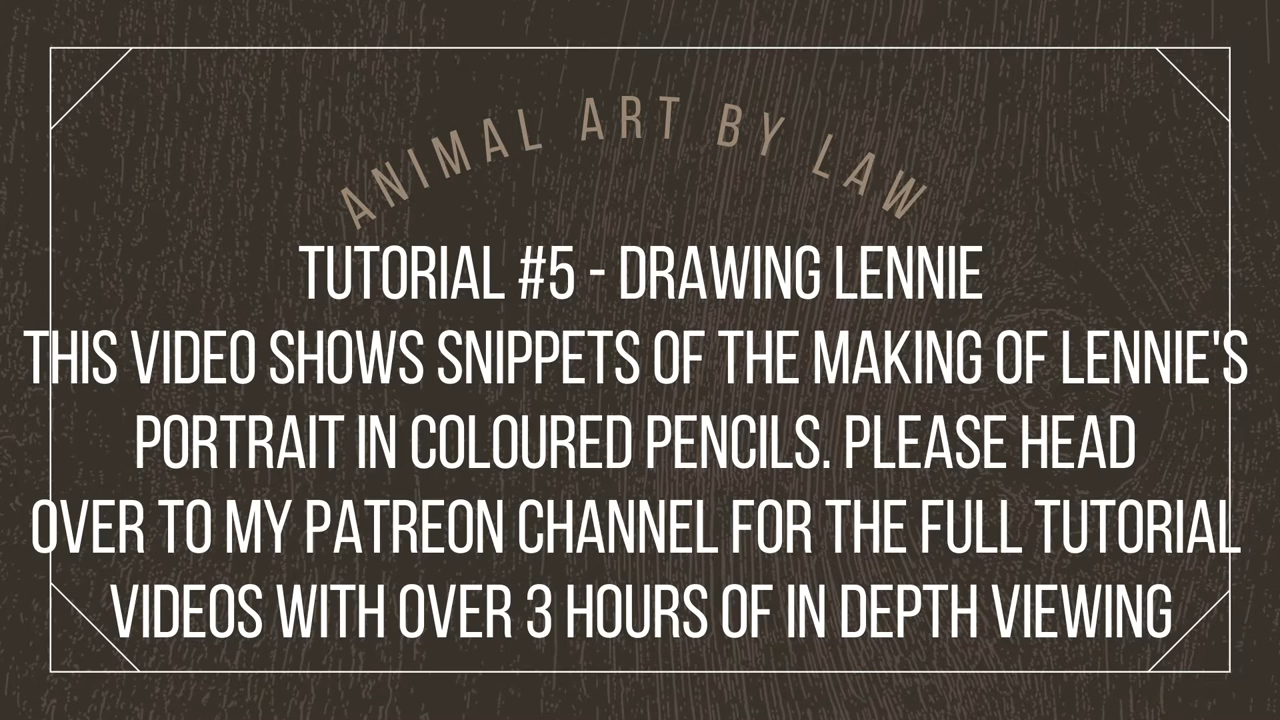 ANIMAL ART BY LAW
TUTORIAL #5 - DRAWING LENNIE
THIS VIDEO SHOWS SNIPPETS OF THE MAKING OF LENNIE'S
PORTRAIT IN COLOURED PENCILS. PLEASE HEAD
OVER TO MY PATREON CHANNEL FOR THE FULL TUTORIAL
VIDEOS WITH OVER 3 HOURS OF IN DEPTH VIEWING